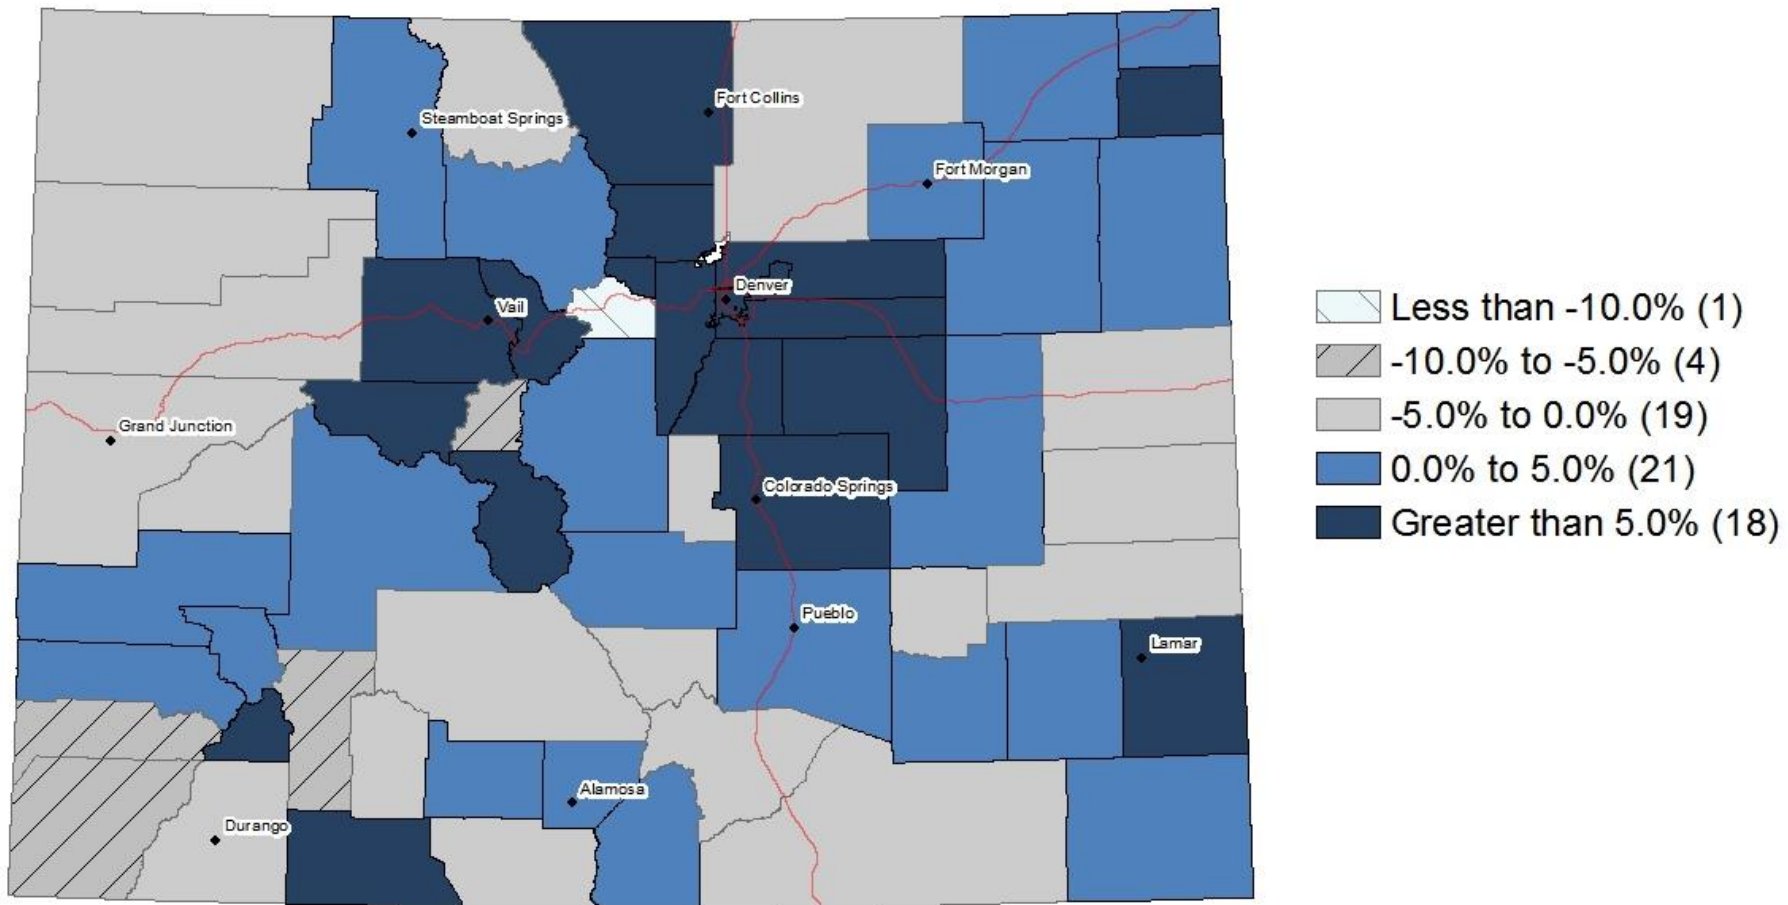 Fort Collins
Steamboat Springs
Fort Morgan
Denver
Vail
Grand Junction
Colorado Springs
Pueblo
Lamar
Alamosa
Durango
Less than -10.0% (1)
-10.0% to -5.0% (4)
-5.0% to 0.0% (19)
0.0% to 5.0% (21)
Greater than 5.0% (18)